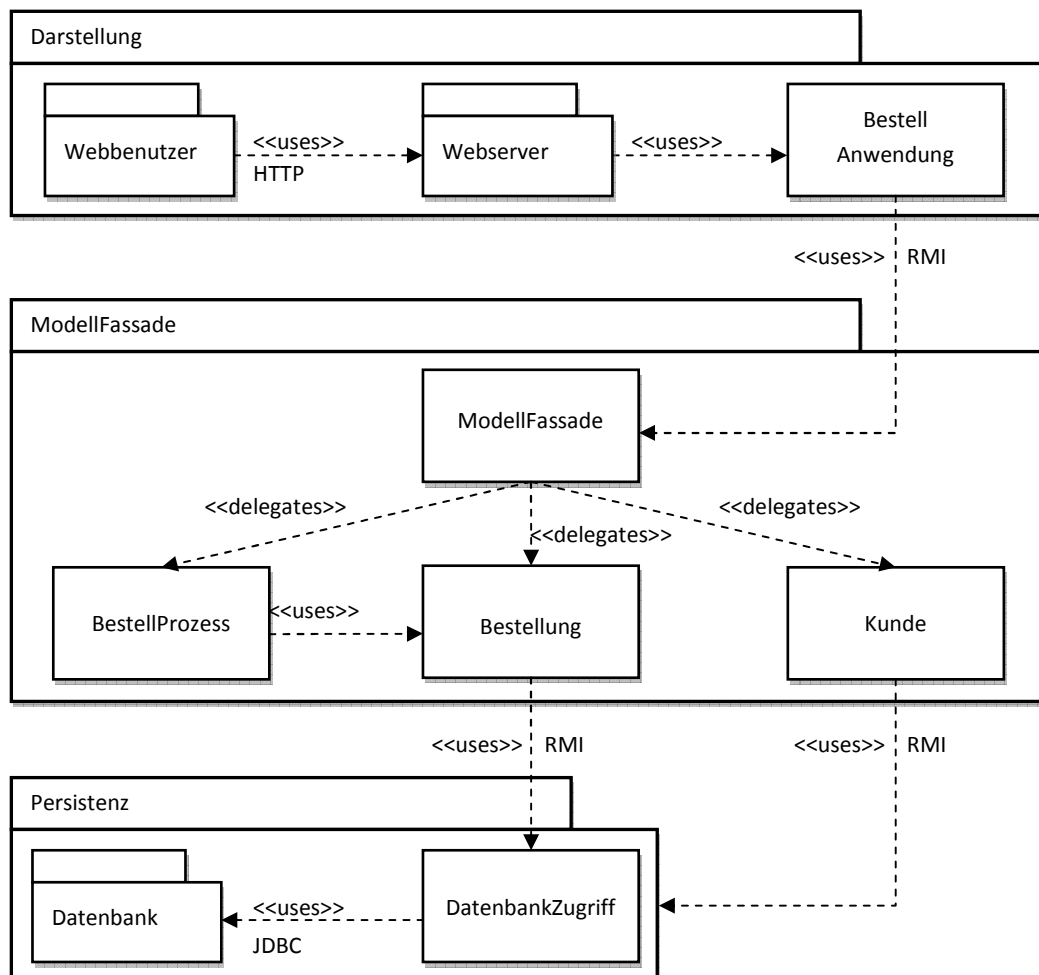 Darstellung
Webbenutzer
<<uses>>
HTTP
Webserver
<<uses>>
Bestell
Anwendung
<<uses>> RMI
ModellFassade
ModellFassade
<<delegates>>
<<delegates>>
<<delegates>>
BestellProzess
<<uses>>
Bestellung
Kunde
<<uses>> RMI
<<uses>> RMI
Persistenz
Datenbank
<<uses>>
JDBC
DatenbankZugriff